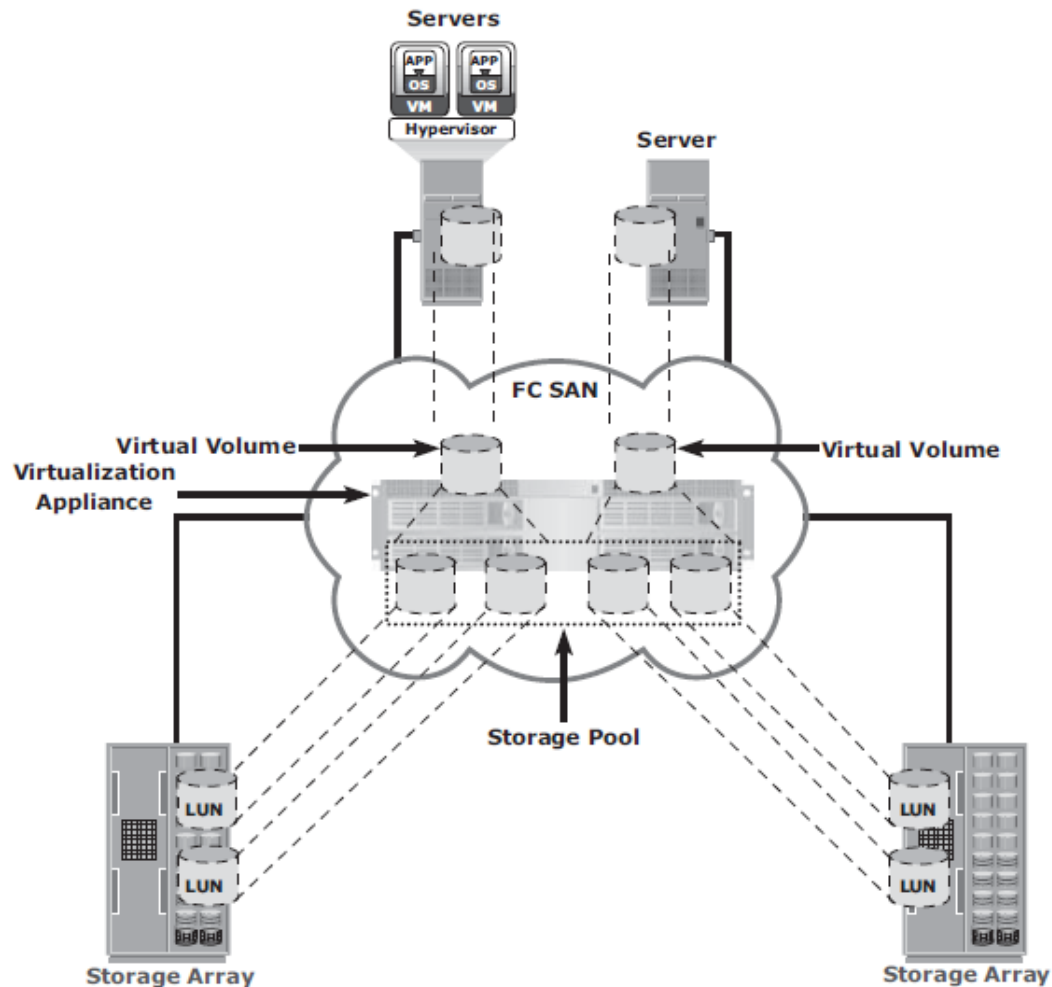 Servers
APP APP
OS OS
VM VM
Hypervisor
Server
FC SAN
Virtual Volume
Virtual Volume
Virtualization
Appliance
Storage Pool
LUN
LUN
LUN
LUN
Storage Array
Storage Array